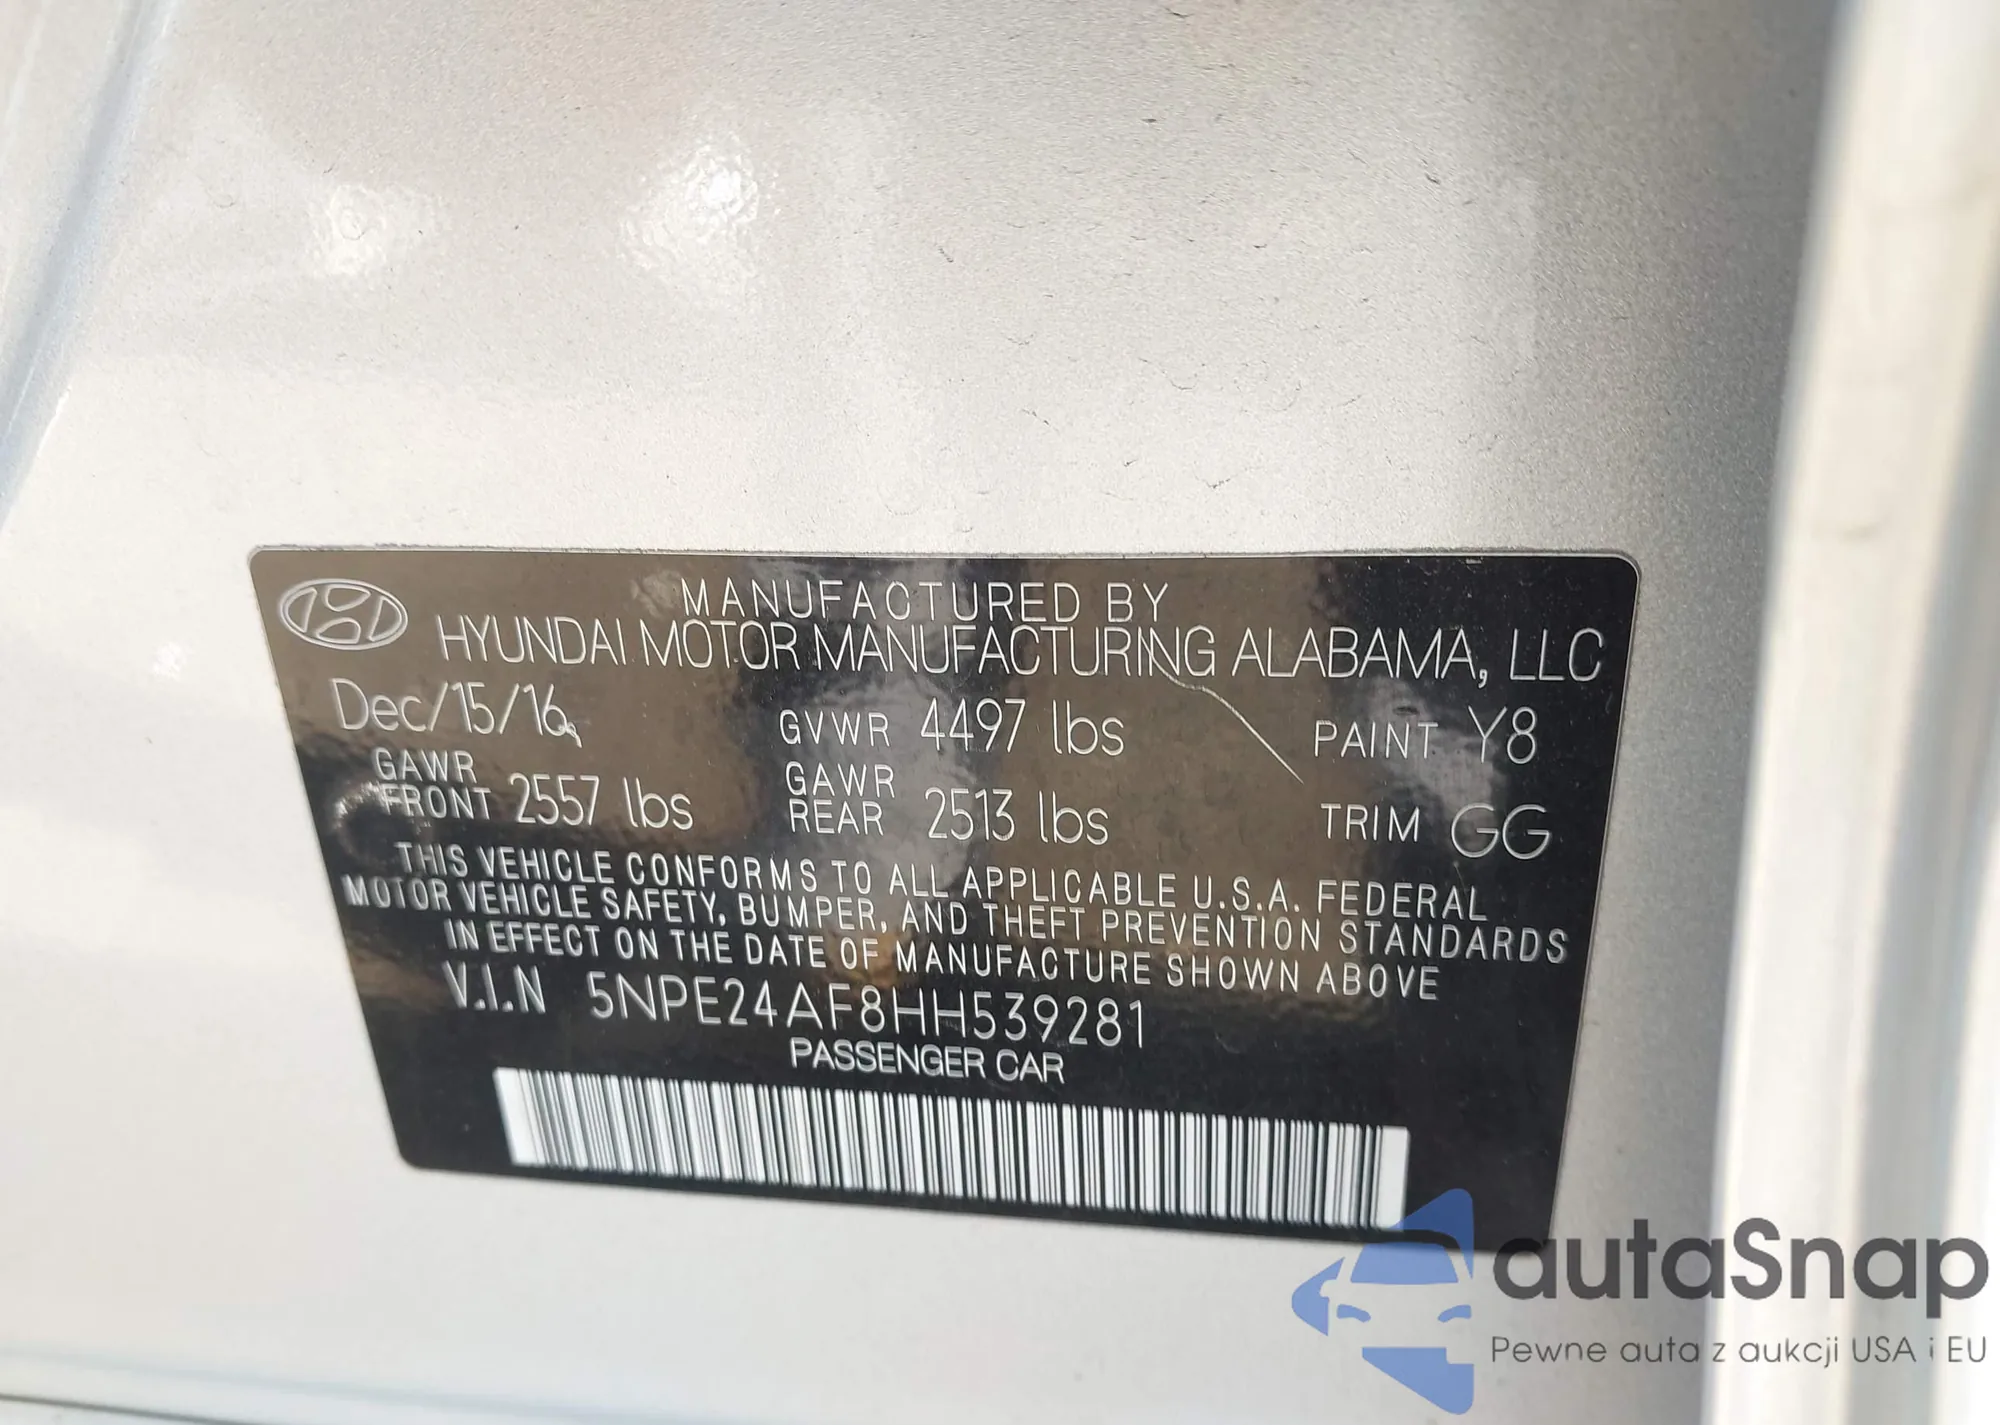 MANUFACTURED BY
HYUNDAI MOTOR MANUFACTURING ALABAMA, LLC
Dec/15/16 GVWR 4497 lbs PAINT Y8
GAWR FRONT 2557 lbs GAWR REAR 2513 lbs TRIM GG
THIS VEHICLE CONFORMS TO ALL APPLICABLE U.S.A. FEDERAL
MOTOR VEHICLE SAFETY, BUMPER, AND THEFT PREVENTION STANDARDS
IN EFFECT ON THE DATE OF MANUFACTURE SHOWN ABOVE
V.I.N 5NPE24AF8HH539281
PASSENGER CAR
autaSnap
Pewne auta z aukcji USA i EU